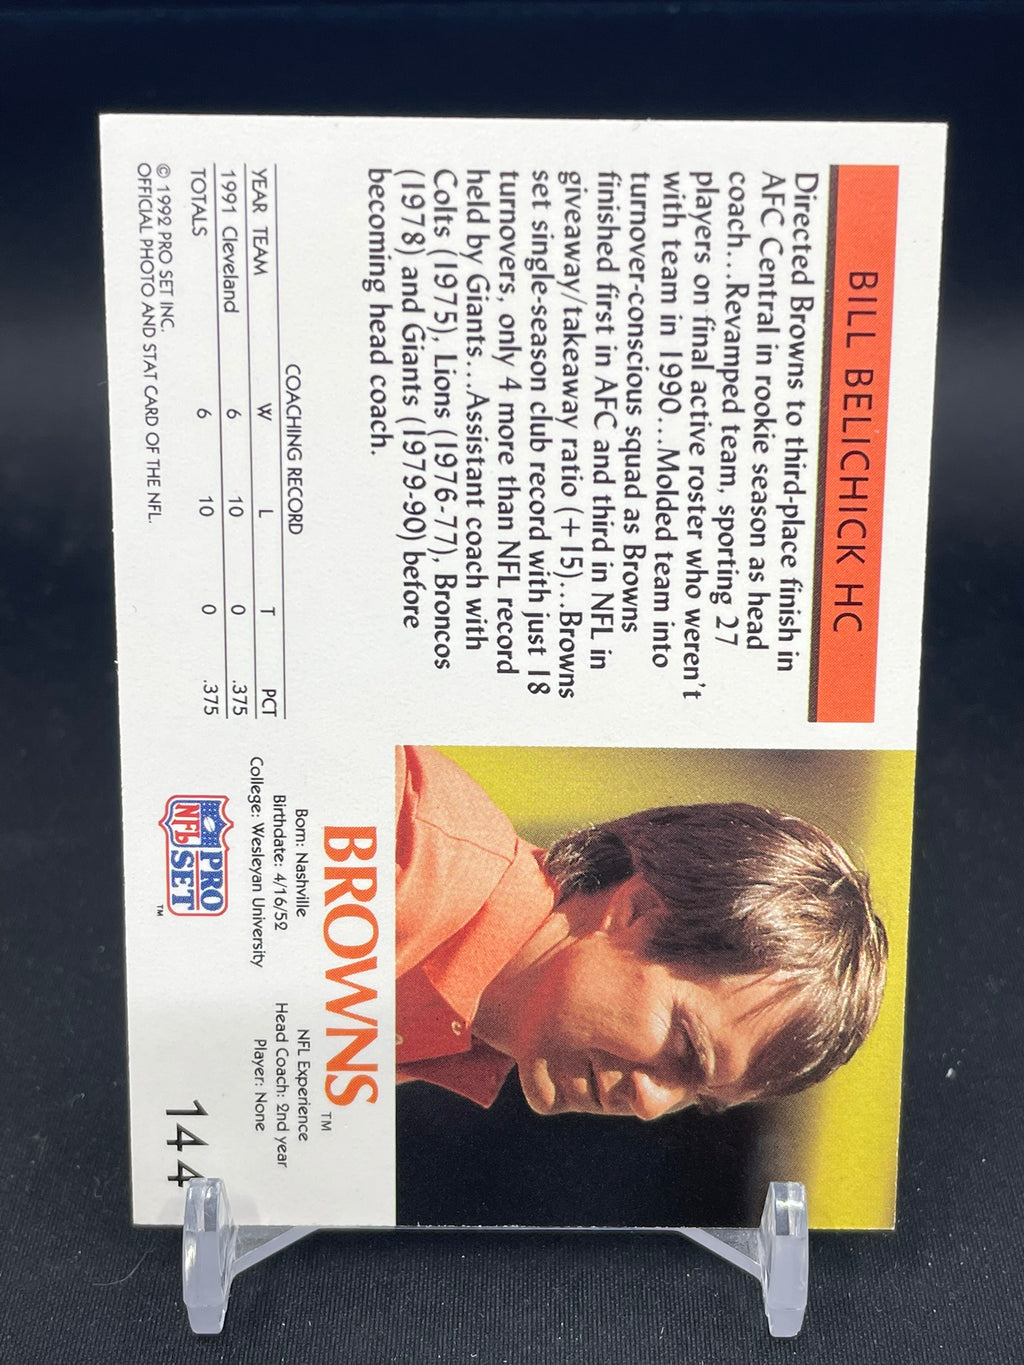 BILL BELICHICK HC
Directed Browns to third-place finish in
AFC Central in rookie season as head
coach...Revamped team, sporting 27
players on final active roster who weren't
with team in 1990...Molded team into
turnover-conscious squad as Browns
finished first in AFC and third in NFL in
giveaway/takeaway ratio (+15)...Browns
set single-season club record with just 18
turnovers, only 4 more than NFL record
held by Giants...Assistant coach with
Colts (1975), Lions (1976-77), Broncos
(1978) and Giants (1979-90) before
becoming head coach.
COACHING RECORD
YEAR TEAM W L T PCT
1991 Cleveland 6 10 0 .375
TOTALS 6 10 0 .375
© 1992 PRO SET INC.
OFFICIAL PHOTO AND STAT CARD OF THE NFL.
BROWNS™
Born: Nashville
Birthdate: 4/16/52
College: Wesleyan University
NFL Experience
Head Coach: 2nd year
Player: None
PRO
NFL SET™
144